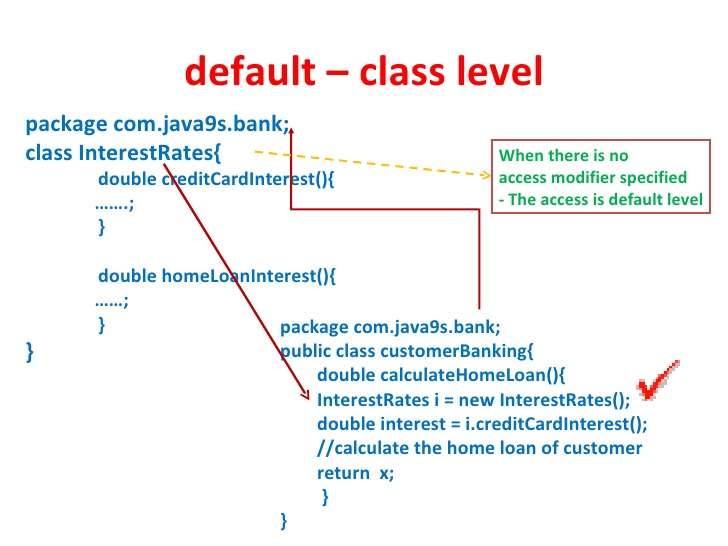 default – class level
package com.java9s.bank;
class InterestRates{
double creditCardInterest(){
…….;
}
double homeLoanInterest(){
……;
}
}
When there is no
access modifier specified
- The access is default level
package com.java9s.bank;
public class customerBanking{
double calculateHomeLoan(){
InterestRates i = new InterestRates();
double interest = i.creditCardInterest();
//calculate the home loan of customer
return  x;
}
}